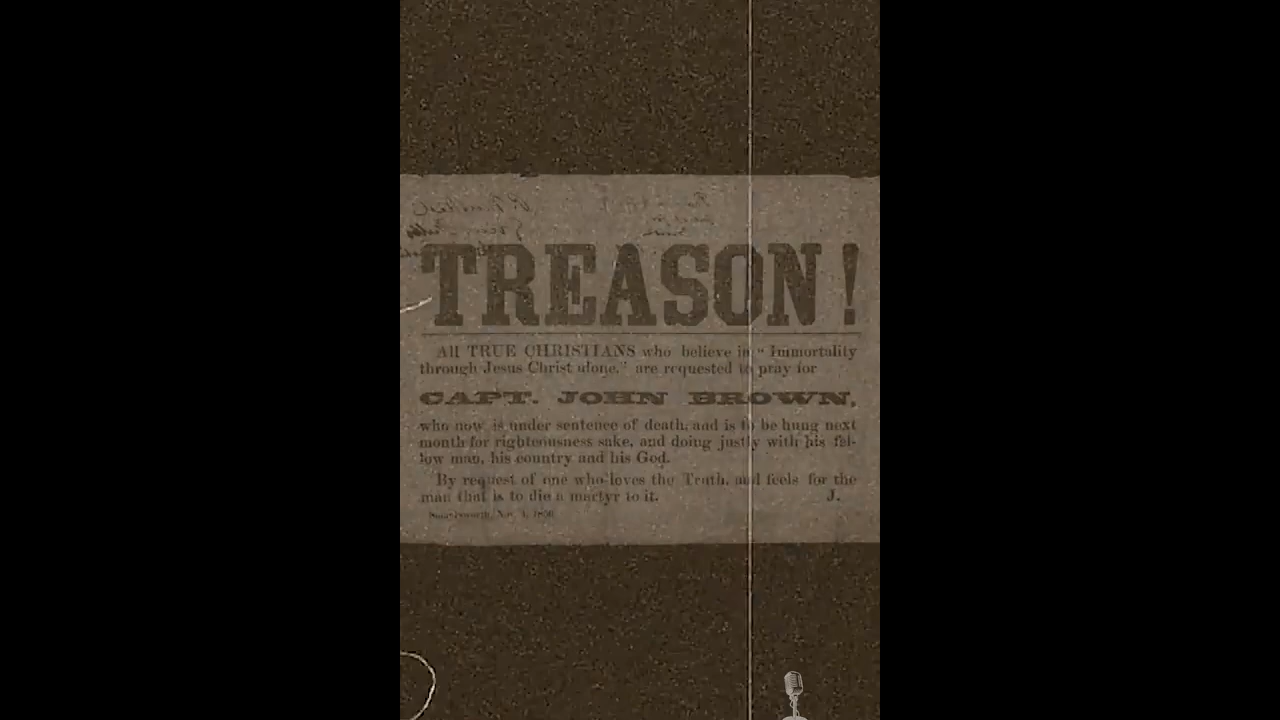 TREASON!
All TRUE CHRISTIANS who believe in "Immortality
through Jesus Christ alone," are requested to pray for
CAPT. JOHN BROWN,
who now is under sentence of death, and is to be hung next
month for righteousness sake, and doing justly with his fel-
low man, his country and his God.
By request of one who loves the Truth, and feels for the
man that is to die a martyr to it. J.
Nov. 4, 1859